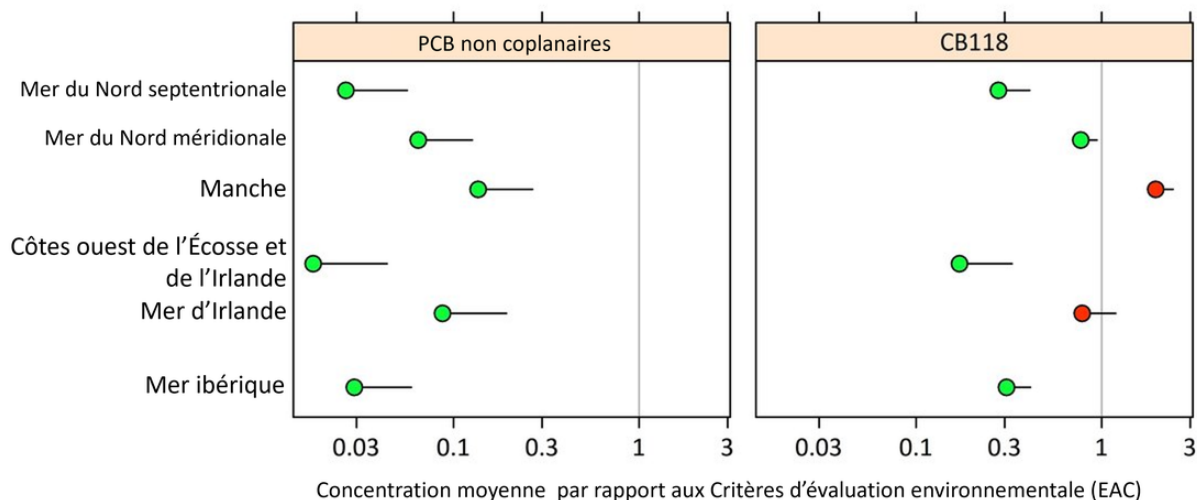 PCB non coplanaires
CB118
Mer du Nord septentrionale
Mer du Nord méridionale
Manche
Côtes ouest de l’Écosse et
de l’Irlande
Mer d’Irlande
Mer ibérique
0.03 0.1 0.3 1 3
0.03 0.1 0.3 1 3
Concentration moyenne par rapport aux Critères d’évaluation environnementale (EAC)